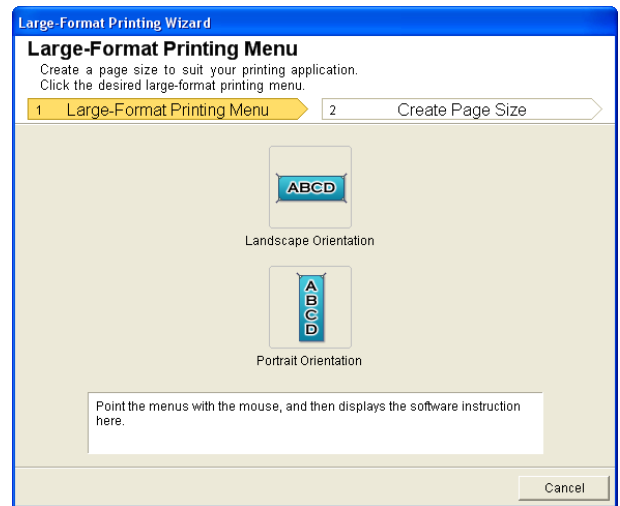 Large-Format Printing Wizard
Large-Format Printing Menu
Create a page size to suit your printing application.
Click the desired large-format printing menu.
1 Large-Format Printing Menu 2 Create Page Size
ABCD
Landscape Orientation
A
B
C
D
Portrait Orientation
Point the menus with the mouse, and then displays the software instruction
here.
Cancel